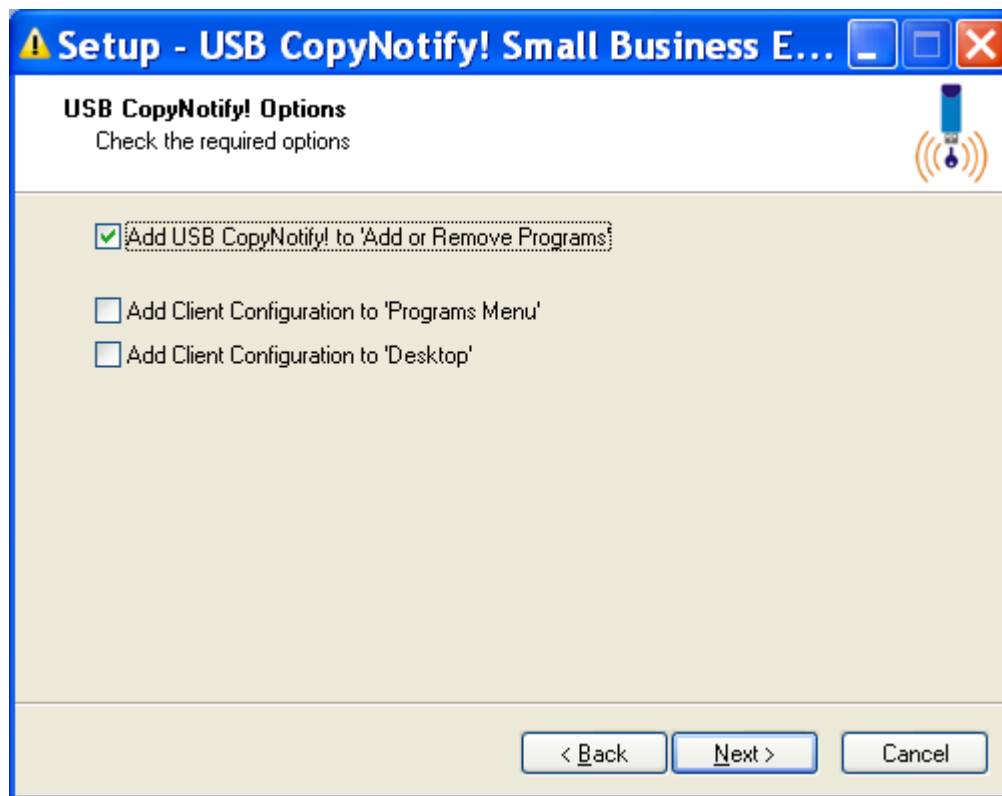 Setup - USB CopyNotify! Small Business E...
USB CopyNotify! Options
Check the required options
Add USB CopyNotify! to 'Add or Remove Programs'
Add Client Configuration to 'Programs Menu'
Add Client Configuration to 'Desktop'
< Back
Next >
Cancel